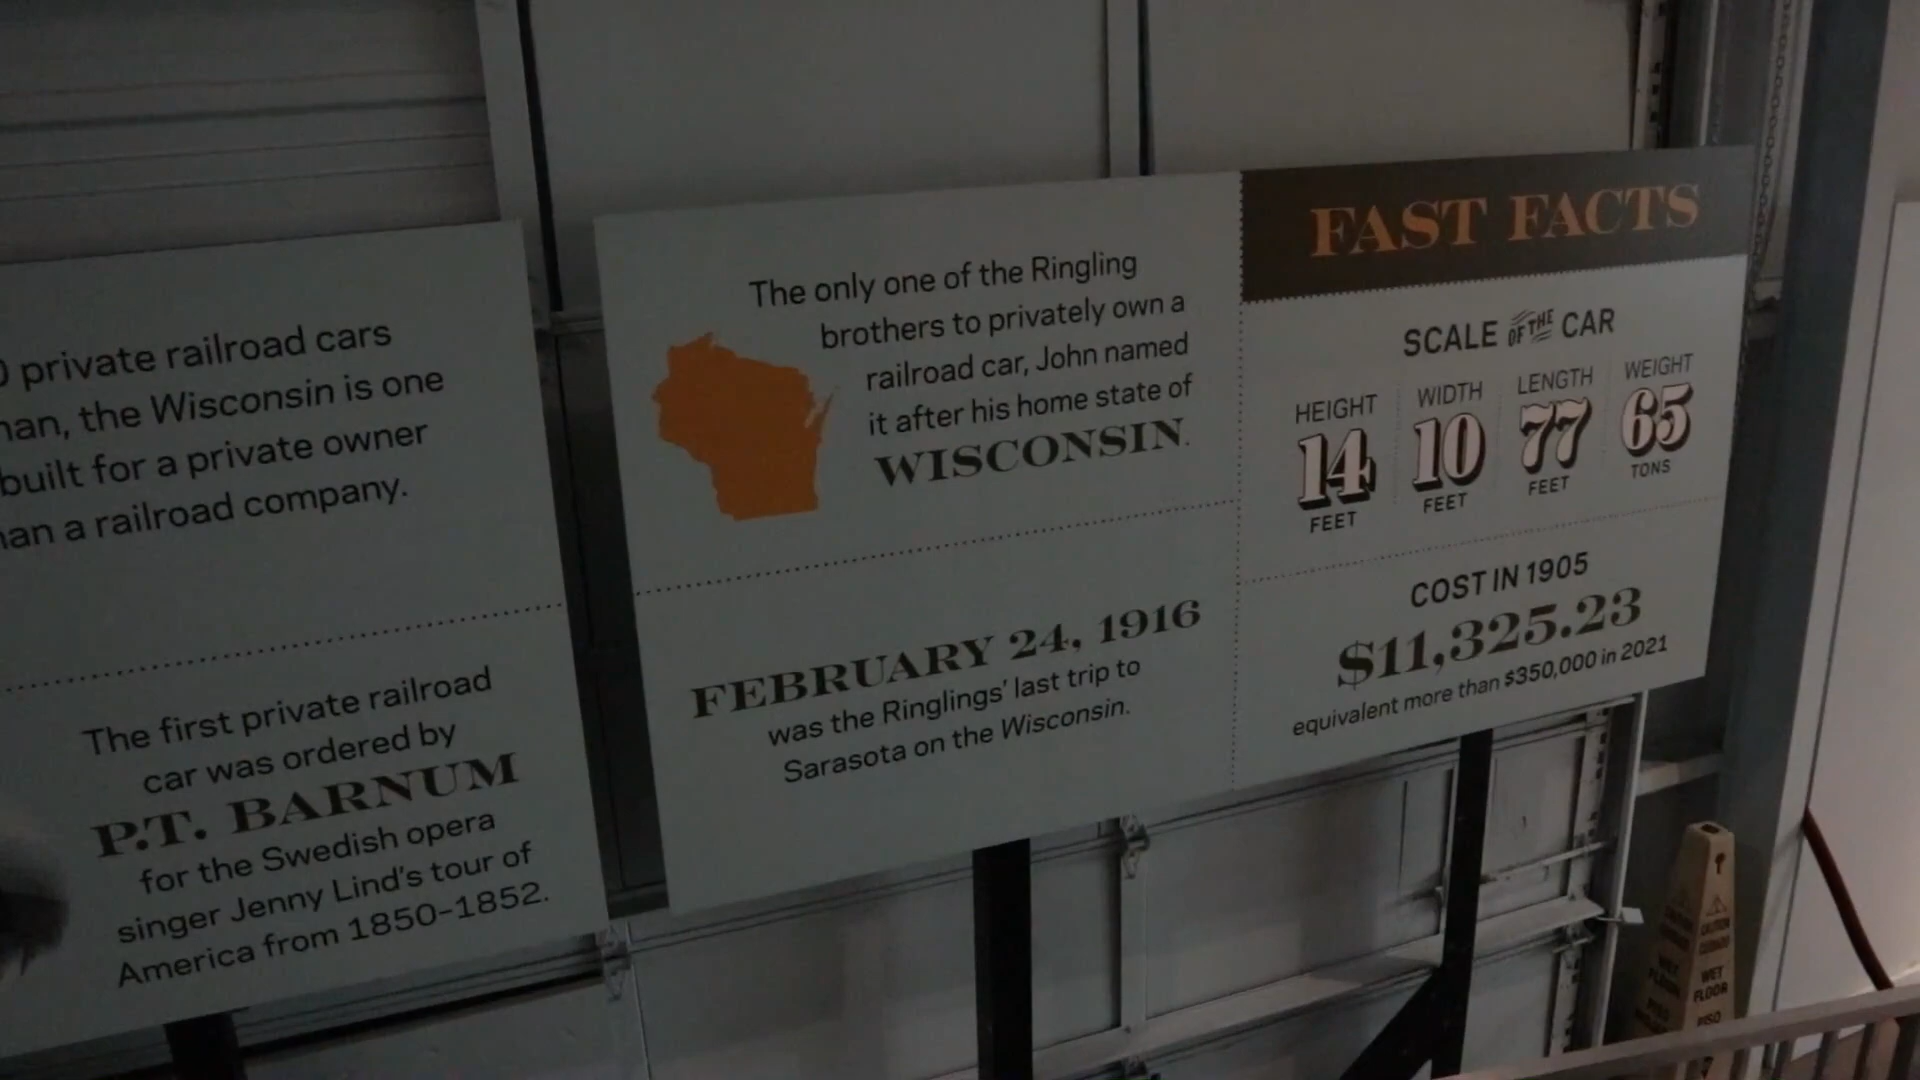 private railroad cars
the Wisconsin is one
built for a private owner
a railroad company.
The first private railroad
car was ordered by
P.T. BARNUM
for the Swedish opera
singer Jenny Lind's tour of
America from 1850–1852.
The only one of the Ringling
brothers to privately own a
railroad car, John named
it after his home state of
WISCONSIN.
FEBRUARY 24, 1916
was the Ringlings' last trip to
Sarasota on the Wisconsin.
FAST FACTS
SCALE OF THE CAR
HEIGHT
14
FEET
WIDTH
10
FEET
LENGTH
77
FEET
WEIGHT
65
TONS
COST IN 1905
$11,325.23
equivalent more than $350,000 in 2021
CAUTION
WET
FLOOR
PISO